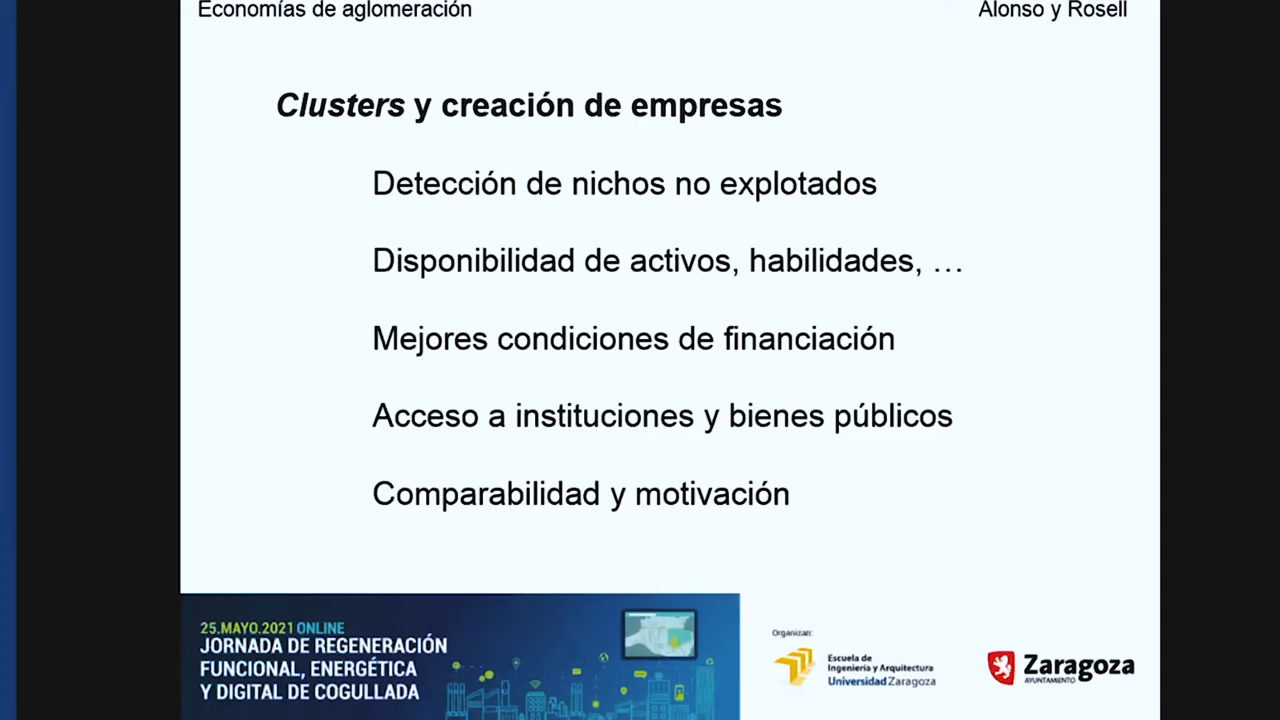 Economías de aglomeración
Alonso y Rosell
Clusters y creación de empresas
Detección de nichos no explotados
Disponibilidad de activos, habilidades, …
Mejores condiciones de financiación
Acceso a instituciones y bienes públicos
Comparabilidad y motivación
25.MAYO.2021 ONLINE
JORNADA DE REGENERACIÓN
FUNCIONAL, ENERGÉTICA
Y DIGITAL DE COGULLADA
Organizan:
Escuela de
Ingeniería y Arquitectura
Universidad Zaragoza
Zaragoza
AYUNTAMIENTO